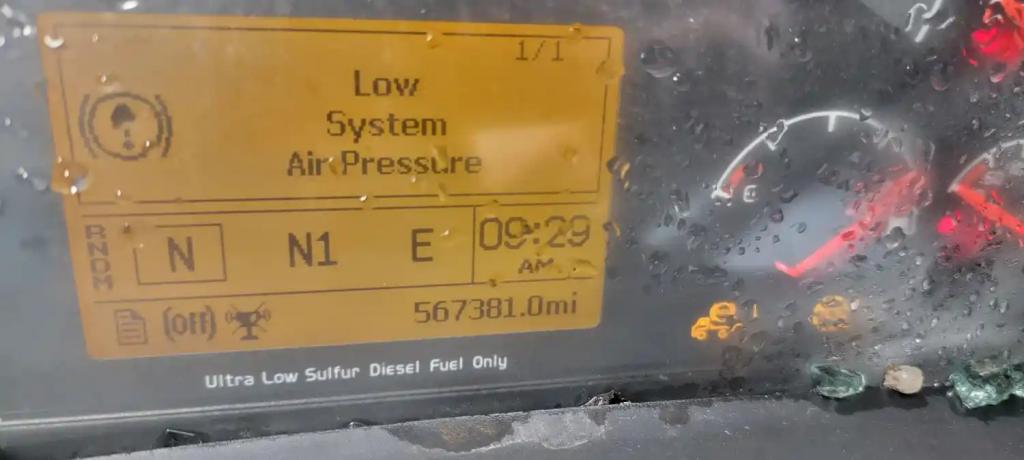 1/1
Low
System
Air Pressure
RNDM
N
N1
E
09:29
AM
(Off)
567381.0mi
Ultra Low Sulfur Diesel Fuel Only